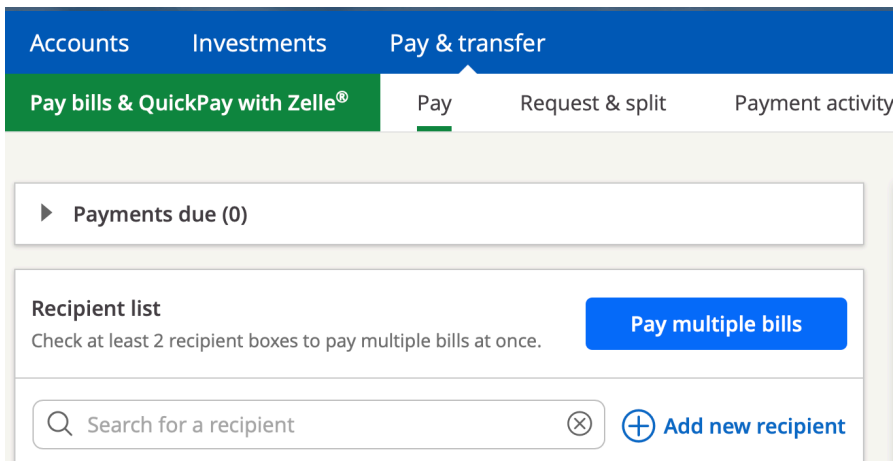 Accounts Investments Pay & transfer
Pay bills & QuickPay with Zelle® Pay Request & split Payment activity
Payments due (0)
Recipient list
Pay multiple bills
Check at least 2 recipient boxes to pay multiple bills at once.
Search for a recipient Add new recipient